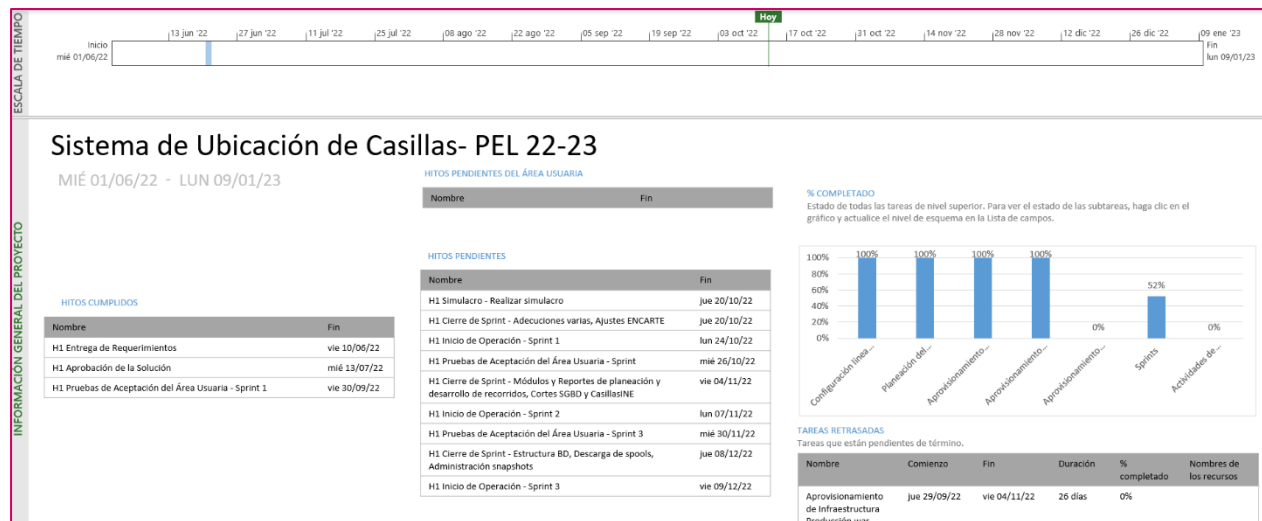 ESCALA DE TIEMPO
Hoy
13 jun '22 27 jun '22 11 jul '22 25 jul '22 08 ago '22 22 ago '22 05 sep '22 19 sep '22 03 oct '22 17 oct '22 31 oct '22 14 nov '22 28 nov '22 12 dic '22 26 dic '22 09 ene '23
Inicio
mié 01/06/22
Fin
lun 09/01/23
INFORMACIÓN GENERAL DEL PROYECTO
Sistema de Ubicación de Casillas- PEL 22-23
MIÉ 01/06/22 - LUN 09/01/23
HITOS CUMPLIDOS
Nombre Fin
H1 Entrega de Requerimientos vie 10/06/22
H1 Aprobación de la Solución mié 13/07/22
H1 Pruebas de Aceptación del Área Usuaria - Sprint 1 vie 30/09/22
HITOS PENDIENTES DEL ÁREA USUARIA
Nombre Fin
HITOS PENDIENTES
Nombre Fin
H1 Simulacro - Realizar simulacro jue 20/10/22
H1 Cierre de Sprint - Adecuciones varias, Ajustes ENCARTE jue 20/10/22
H1 Inicio de Operación - Sprint 1 lun 24/10/22
H1 Pruebas de Aceptación del Área Usuaria - Sprint mié 26/10/22
H1 Cierre de Sprint - Módulos y Reportes de planeación y vie 04/11/22
desarrollo de recorridos, Cortes SGBD y CasillasINE
H1 Inicio de Operación - Sprint 2 lun 07/11/22
H1 Pruebas de Aceptación del Área Usuaria - Sprint 3 mié 30/11/22
H1 Cierre de Sprint - Estructura BD, Descarga de spools, jue 08/12/22
Administración snapshots
H1 Inicio de Operación - Sprint 3 vie 09/12/22
% COMPLETADO
Estado de todas las tareas de nivel superior. Para ver el estado de las subtareas, haga clic en el
gráfico y actualice el nivel de esquema en la Lista de campos.
100%
80%
60%
40%
20%
0%
100% 100% 100% 100% 0% 52% 0%
Configuración linea...
Planeación del...
Aprovisionamiento...
Aprovisionamiento...
Aprovisionamiento...
Sprints
Actividades de...
TAREAS RETRASADAS
Tareas que están pendientes de término.
Nombre Comienzo Fin Duración % completado Nombres de los recursos
Aprovisionamiento jue 29/09/22 vie 04/11/22 26 días 0%
de Infraestructura
Producción war